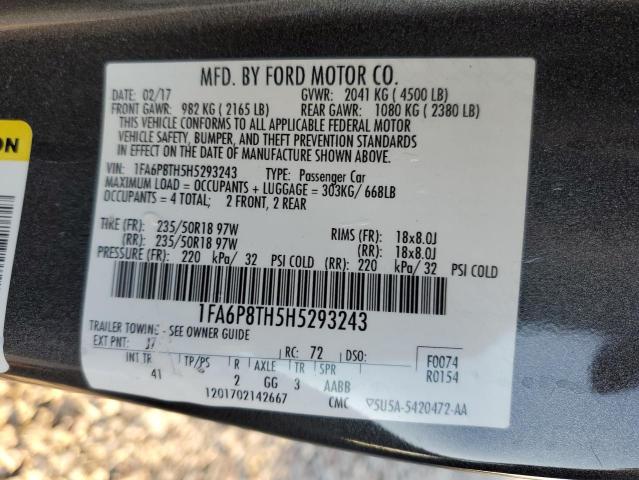 MFD. BY FORD MOTOR CO.
DATE: 02/17 GVWR: 2041 KG ( 4500 LB)
FRONT GAWR: 982 KG ( 2165 LB) REAR GAWR: 1080 KG ( 2380 LB)
THIS VEHICLE CONFORMS TO ALL APPLICABLE FEDERAL MOTOR
VEHICLE SAFETY, BUMPER, AND THEFT PREVENTION STANDARDS
IN EFFECT ON THE DATE OF MANUFACTURE SHOWN ABOVE.
VIN: 1FA6P8TH5H5293243 TYPE: Passenger Car
MAXIMUM LOAD = OCCUPANTS + LUGGAGE = 303KG/ 668LB
OCCUPANTS = 4 TOTAL; 2 FRONT, 2 REAR
TIRE (FR): 235/50R18 97W RIMS (FR): 18x8.0J
(RR): 235/50R18 97W (RR): 18x8.0J
PRESSURE (FR): 220 kPa/ 32 PSI COLD (RR): 220 kPa/ 32 PSI COLD
1FA6P8TH5H5293243
TRAILER TOWING - SEE OWNER GUIDE
EXT PNT: J7 RC: 72 DSO: F0074
INT TR TP/PS R AXLE TR SPR R0154
41 2 GG 3 AABB
1201702142667 CMC SU5A-5420472-AA
ON